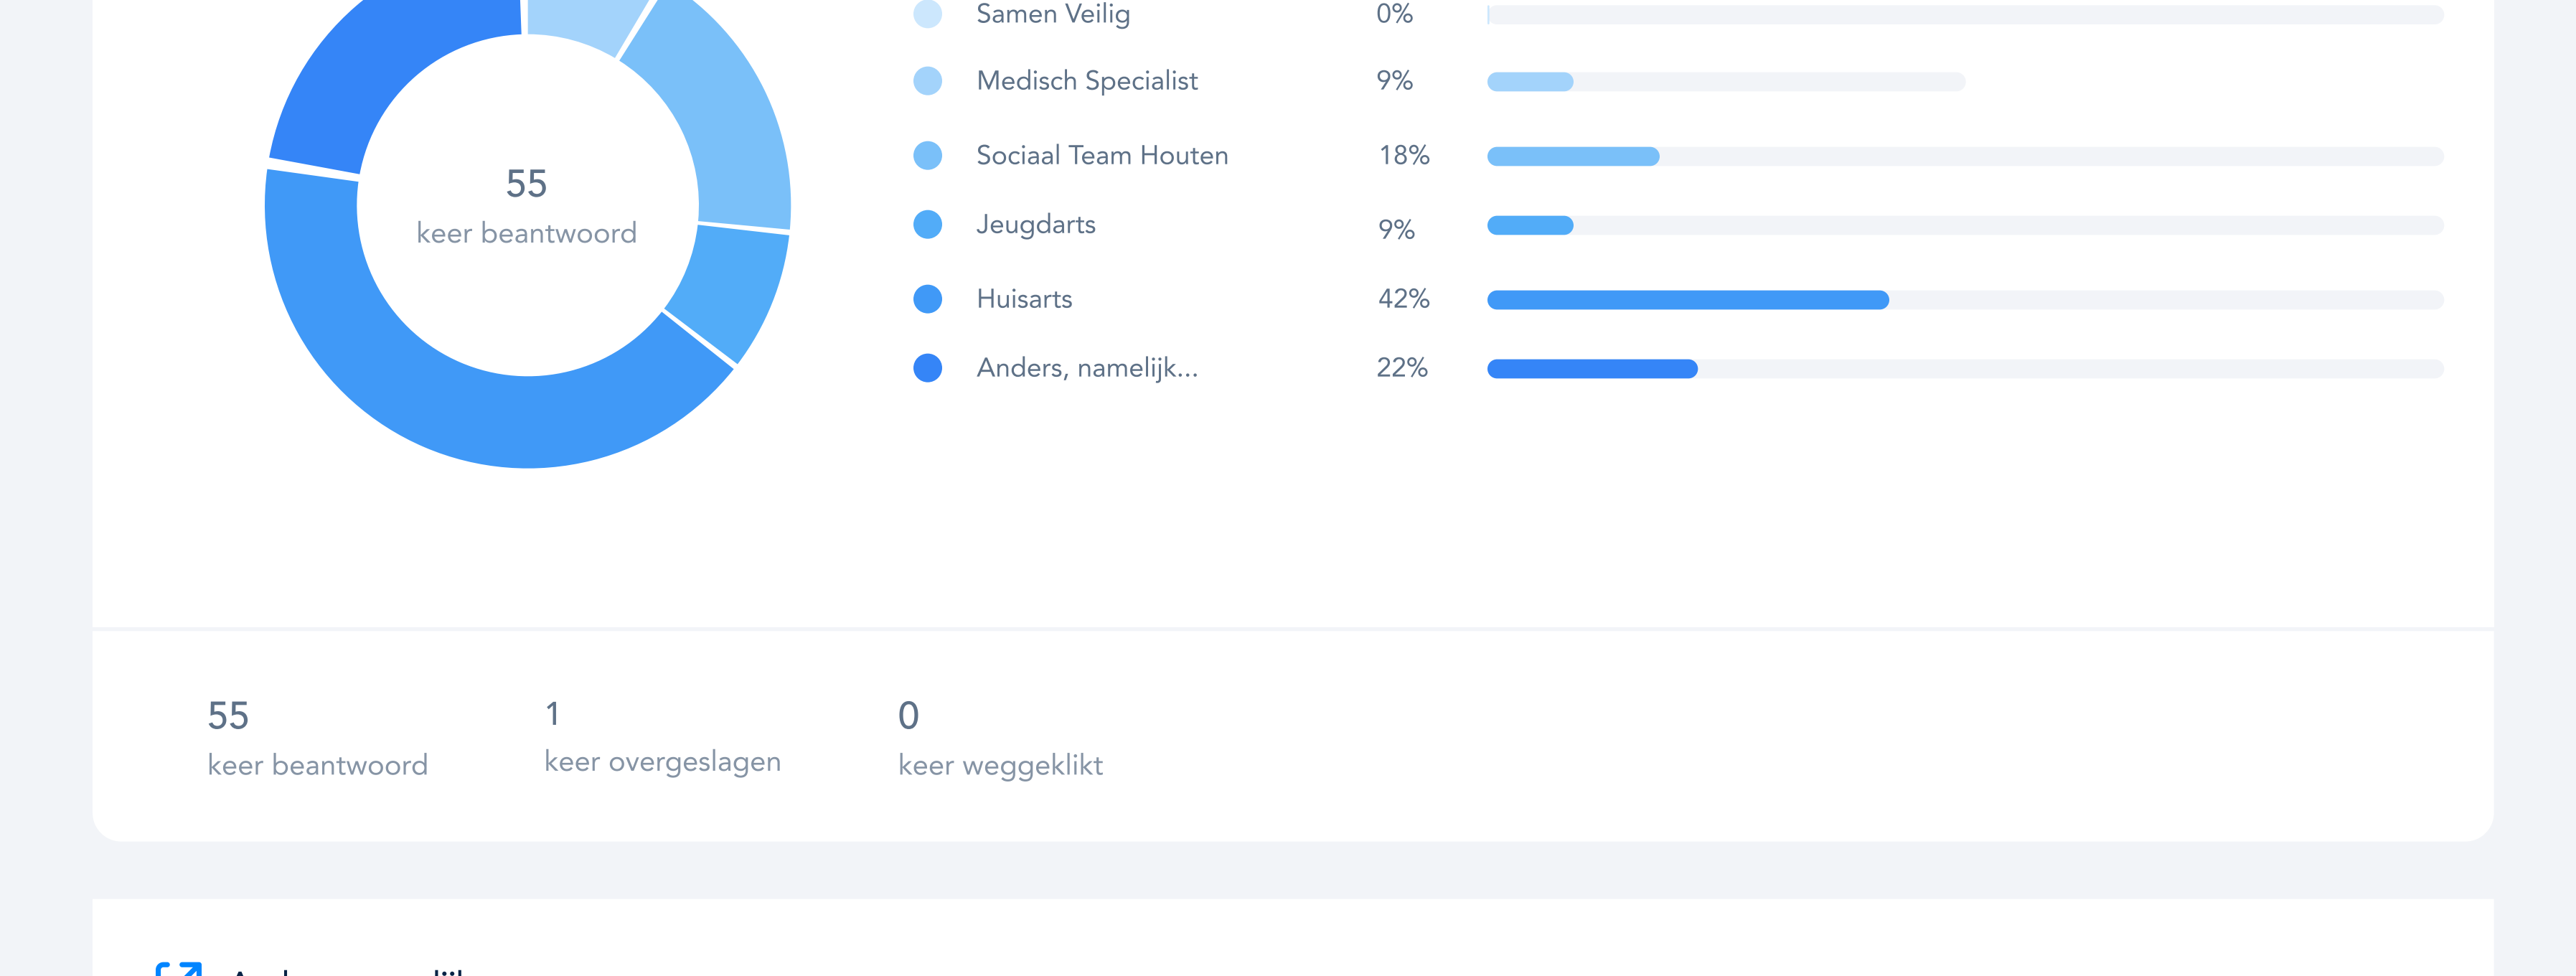 Samen Veilig 0%
Medisch Specialist 9%
Sociaal Team Houten 18%
Jeugdarts 9%
Huisarts 42%
Anders, namelijk... 22%
55
keer beantwoord
55
keer beantwoord
1
keer overgeslagen
0
keer weggeklikt